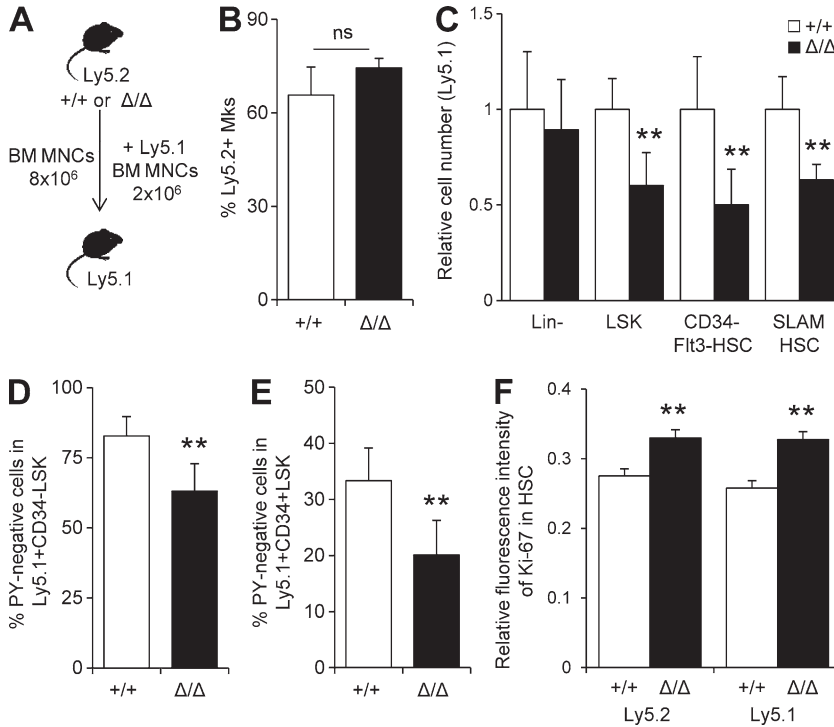 A
Ly5.2
+/+ or Δ/Δ
BM MNCs
8x10⁶
+ Ly5.1
BM MNCs
2x10⁶
Ly5.1
B
% Ly5.2+ Mks
90
60
30
0
ns
+/+
Δ/Δ
C
Relative cell number (Ly5.1)
1.5
1
0.5
0
+/+
Δ/Δ
**
**
**
Lin-
LSK
CD34-
Flt3-HSC
SLAM
HSC
D
% PY-negative cells in
Ly5.1+CD34-LSK
100
75
50
25
0
**
+/+
Δ/Δ
E
% PY-negative cells in
Ly5.1+CD34+LSK
50
40
30
20
10
0
**
+/+
Δ/Δ
F
Relative fluorescence intensity
of Ki-67 in HSC
0.4
0.3
0.2
0.1
0
**
**
+/+ Δ/Δ +/+ Δ/Δ
Ly5.2 Ly5.1